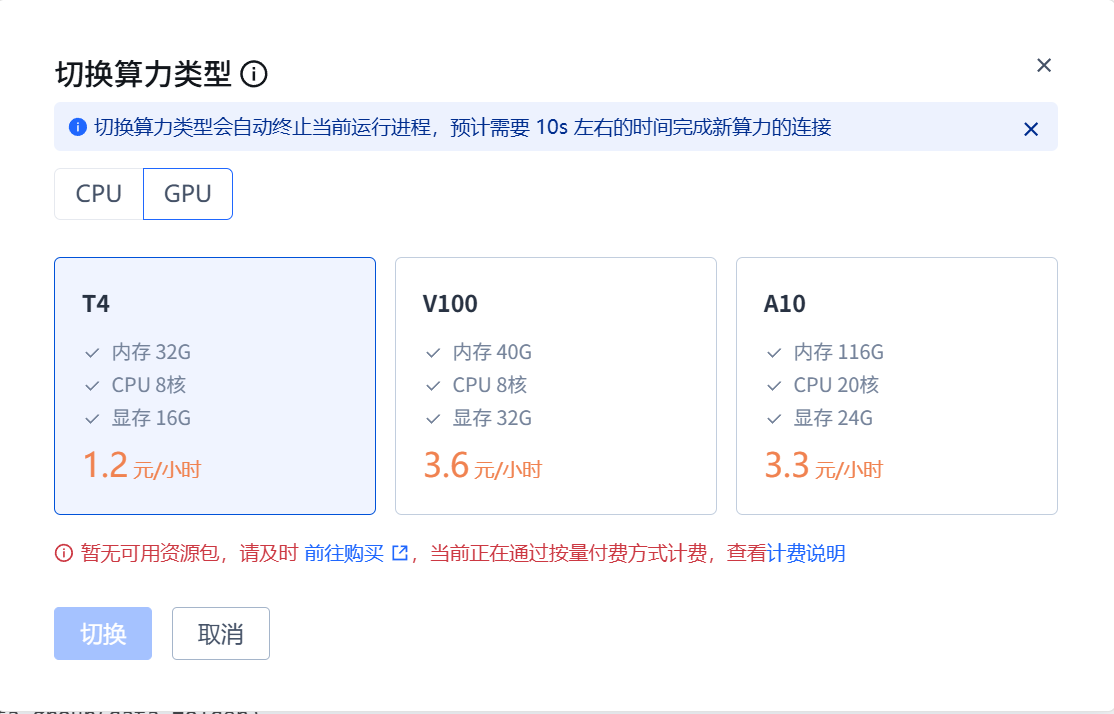 切换算力类型
切换算力类型会自动终止当前运行进程，预计需要 10s 左右的时间完成新算力的连接
CPU GPU
T4
内存 32G
CPU 8核
显存 16G
1.2 元/小时
V100
内存 40G
CPU 8核
显存 32G
3.6 元/小时
A10
内存 116G
CPU 20核
显存 24G
3.3 元/小时
暂无可用资源包，请及时 前往购买 ，当前正在通过按量付费方式计费，查看计费说明
切换 取消